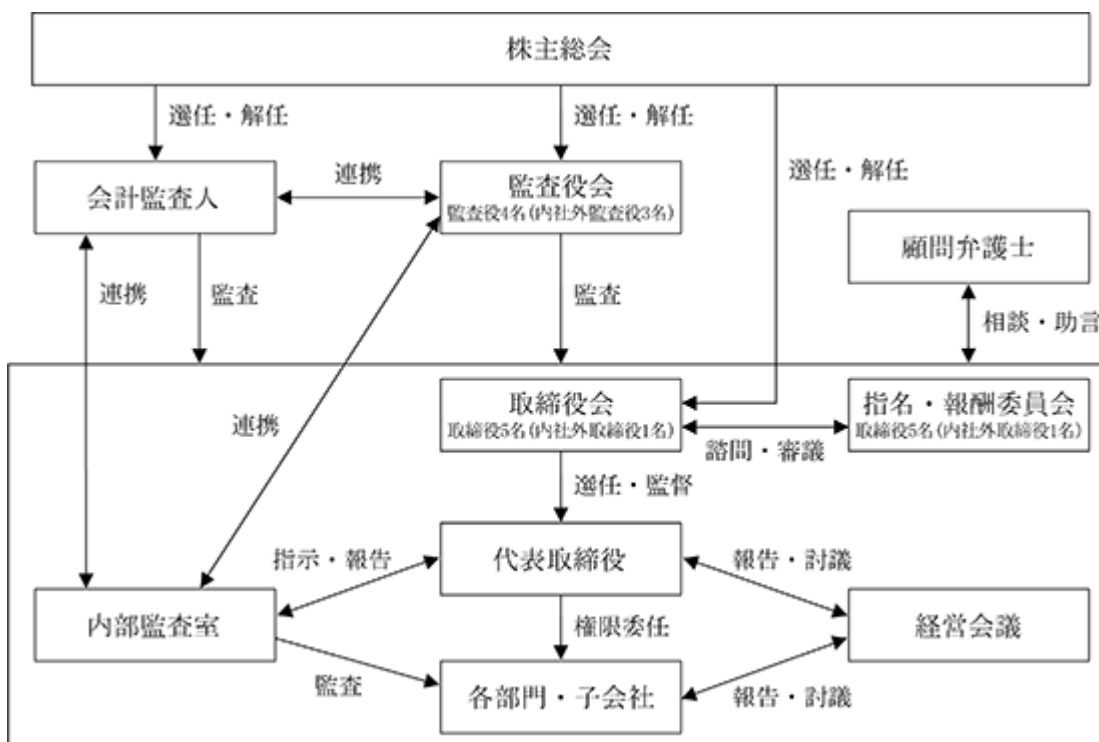 株主総会
選任・解任
選任・解任
選任・解任
会計監査人
連携
監査役会
監査役4名(内社外監査役3名)
顧問弁護士
連携
監査
監査
相談・助言
連携
取締役会
取締役5名(内社外取締役1名)
指名・報酬委員会
取締役5名(内社外取締役1名)
諮問・審議
選任・監督
指示・報告
代表取締役
報告・討議
内部監査室
権限委任
経営会議
監査
各部門・子会社
報告・討議